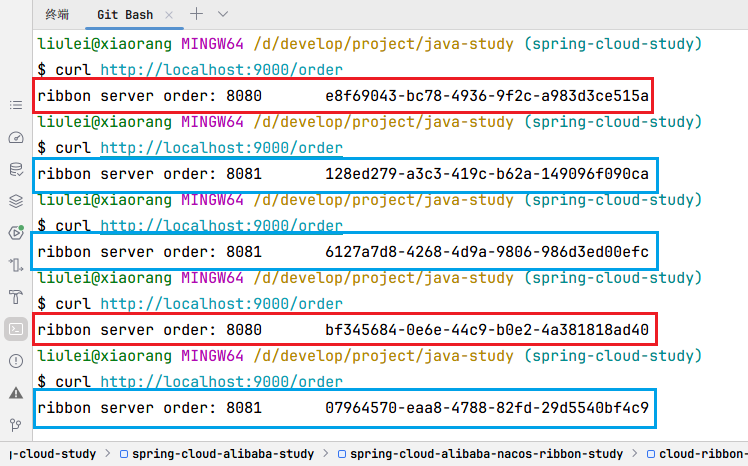 终端 Git Bash
liulei@xiaorang MINGW64 /d/develop/project/java-study (spring-cloud-study)
$ curl http://localhost:9000/order
ribbon server order: 8080 e8f69043-bc78-4936-9f2c-a983d3ce515a
liulei@xiaorang MINGW64 /d/develop/project/java-study (spring-cloud-study)
$ curl http://localhost:9000/order
ribbon server order: 8081 128ed279-a3c3-419c-b62a-149096f090ca
liulei@xiaorang MINGW64 /d/develop/project/java-study (spring-cloud-study)
$ curl http://localhost:9000/order
ribbon server order: 8081 6127a7d8-4268-4d9a-9806-986d3ed00efc
liulei@xiaorang MINGW64 /d/develop/project/java-study (spring-cloud-study)
$ curl http://localhost:9000/order
ribbon server order: 8080 bf345684-0e6e-44c9-b0e2-4a381818ad40
liulei@xiaorang MINGW64 /d/develop/project/java-study (spring-cloud-study)
$ curl http://localhost:9000/order
ribbon server order: 8081 07964570-eaa8-4788-82fd-29d5540bf4c9
-cloud-study > spring-cloud-alibaba-study > spring-cloud-alibaba-nacos-ribbon-study > cloud-ribbon-